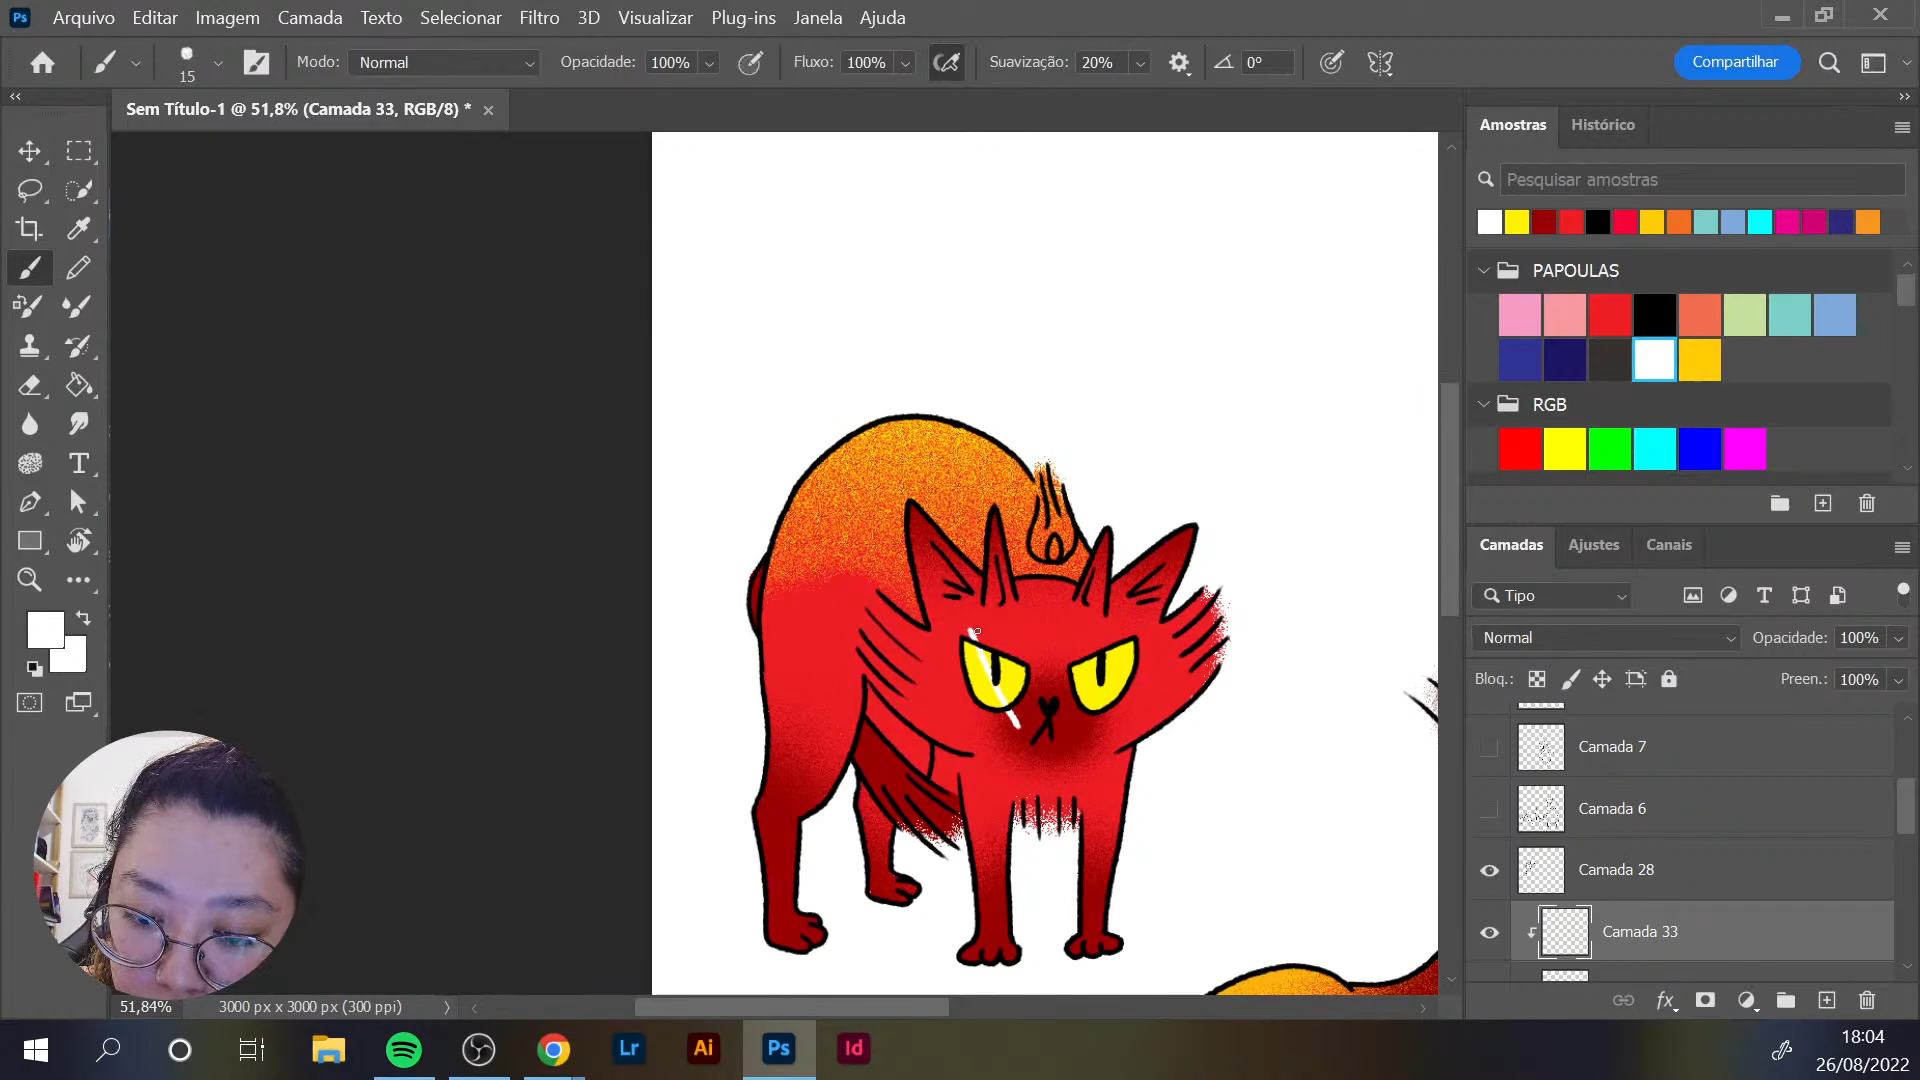 Ps Arquivo Editar Imagem Camada Texto Selecionar Filtro 3D Visualizar Plug-ins Janela Ajuda
15 Modo: Normal Opacidade: 100% Fluxo: 100% Suavização: 20% 0° Compartilhar
Sem Título-1 @ 51,8% (Camada 33, RGB/8) *
Amostras Histórico
Pesquisar amostras
PAPOULAS
RGB
Camadas Ajustes Canais
Tipo
Normal Opacidade: 100%
Bloq.: Preen.: 100%
Camada 7
Camada 6
Camada 28
Camada 33
fx
51,84% 3000 px x 3000 px (300 ppi)
Lr Ai Ps Id
18:04
26/08/2022